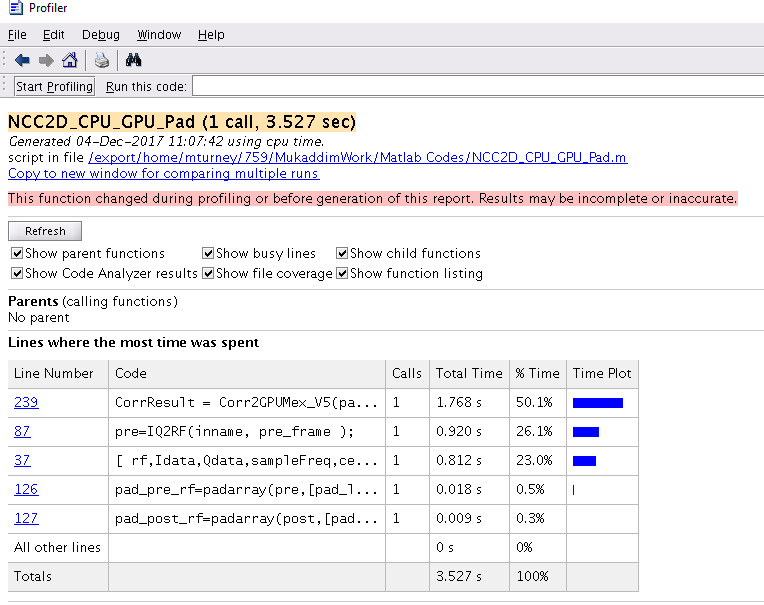 Profiler
File Edit Debug Window Help
Start Profiling Run this code:
NCC2D_CPU_GPU_Pad (1 call, 3.527 sec)
Generated 04-Dec-2017 11:07:42 using cpu time.
script in file /export/home/mturney/759/MukaddimWork/Matlab Codes/NCC2D_CPU_GPU_Pad.m
Copy to new window for comparing multiple runs
This function changed during profiling or before generation of this report. Results may be incomplete or inaccurate.
Refresh
Show parent functions Show busy lines Show child functions
Show Code Analyzer results Show file coverage Show function listing
Parents (calling functions)
No parent
Lines where the most time was spent
Line Number Code Calls Total Time % Time Time Plot
239 CorrResult = Corr2GPUMex_V5(pa... 1 1.768 s 50.1%
87 pre=IQ2RF(inname, pre_frame ); 1 0.920 s 26.1%
37 [ rf,Idata,Qdata,sampleFreq,ce... 1 0.812 s 23.0%
126 pad_pre_rf=padarray(pre,[pad_l... 1 0.018 s 0.5%
127 pad_post_rf=padarray(post,[pad... 1 0.009 s 0.3%
All other lines 0 s 0%
Totals 3.527 s 100%